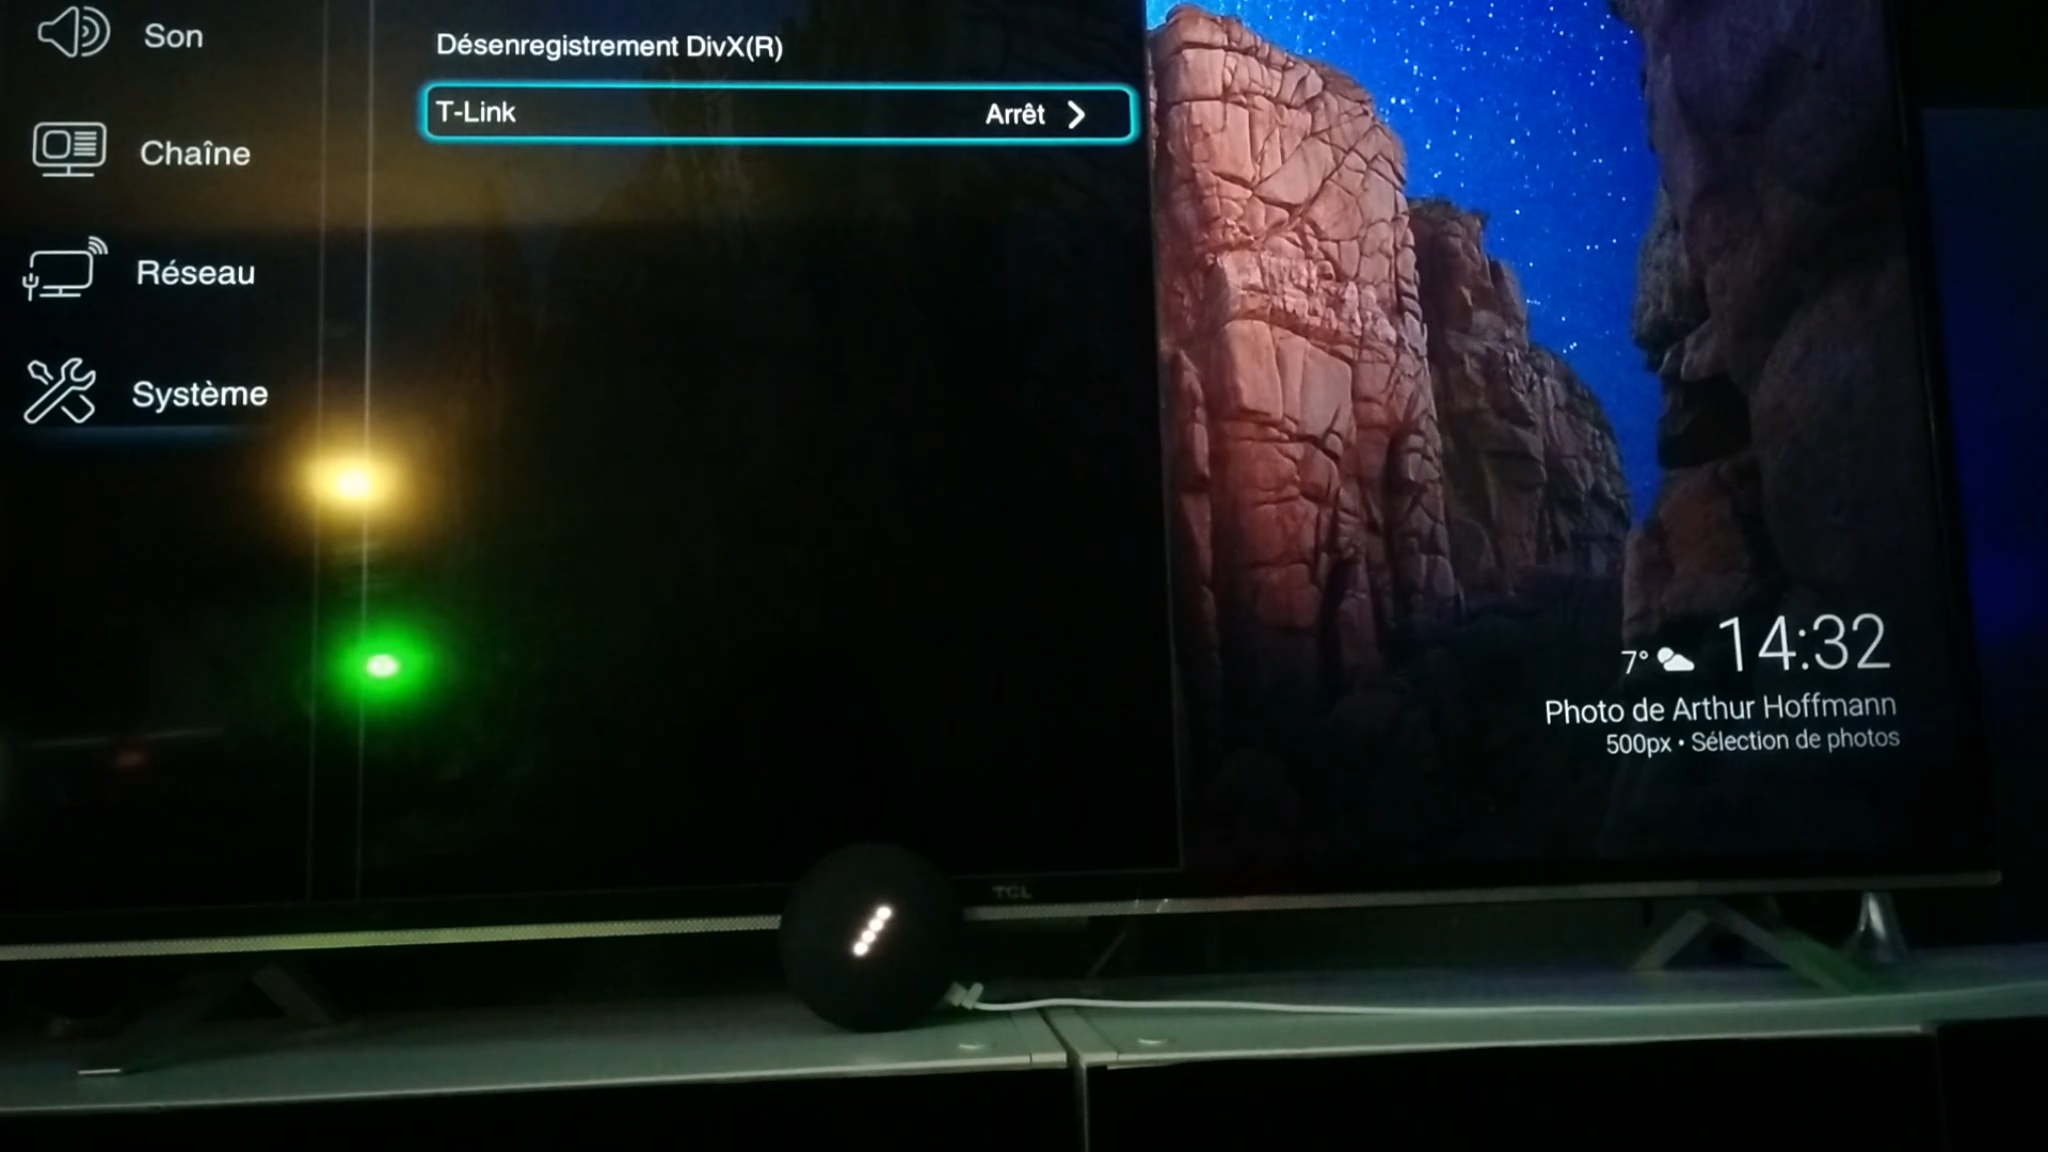 Son
Chaîne
Réseau
Système
Désenregistrement DivX(R)
T-Link Arrêt
7° 14:32
Photo de Arthur Hoffmann
500px • Sélection de photos
TCL